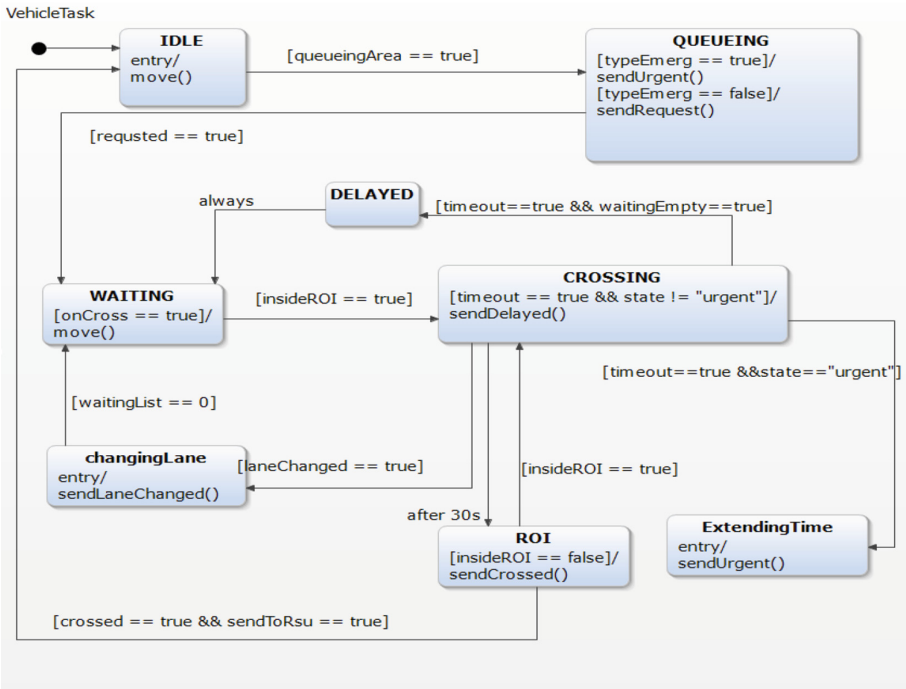 VehicleTask
IDLE
entry/
move()
[queueingArea == true]
QUEUEING
[typeEmerg == true]/
sendUrgent()
[typeEmerg == false]/
sendRequest()
[requsted == true]
always
DELAYED
[timeout==true && waitingEmpty==true]
WAITING
[onCross == true]/
move()
[insideROI == true]
CROSSING
[timeout == true && state != "urgent"]/
sendDelayed()
[timeout==true &&state=="urgent"]
[waitingList == 0]
changingLane
entry/
sendLaneChanged()
[laneChanged == true]
[insideROI == true]
after 30s
ROI
[insideROI == false]/
sendCrossed()
ExtendingTime
entry/
sendUrgent()
[crossed == true && sendToRsu == true]